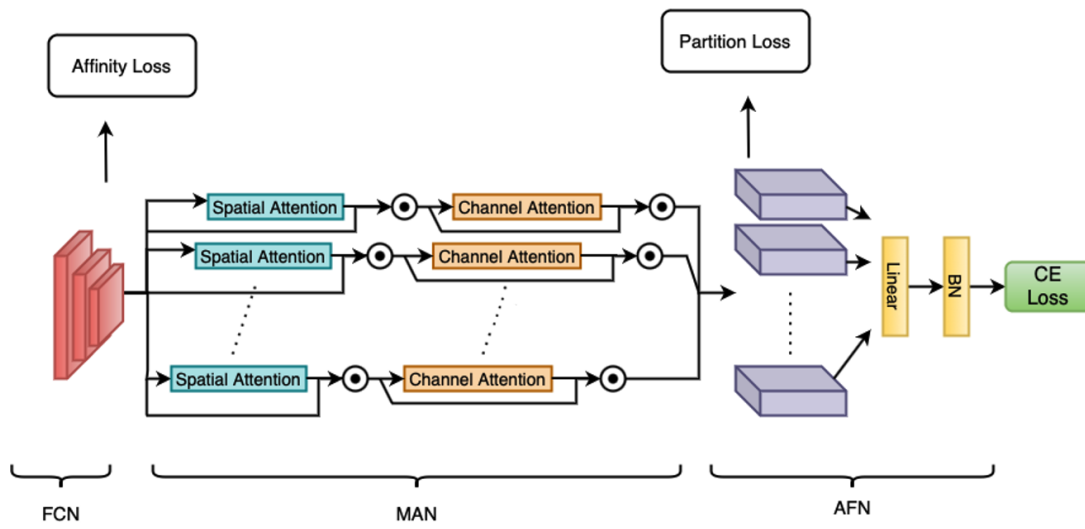 Affinity Loss
Partition Loss
Spatial Attention
Channel Attention
Spatial Attention
Channel Attention
Linear
BN
CE
Loss
Spatial Attention
Channel Attention
FCN
MAN
AFN